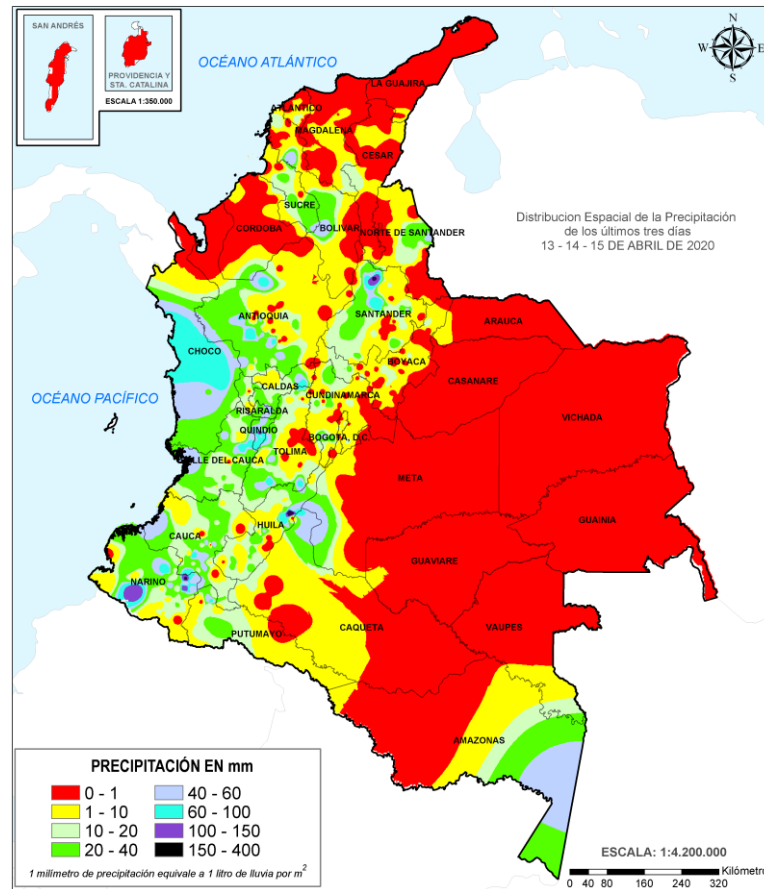 SAN ANDRÉS
PROVIDENCIA Y
STA. CATALINA
ESCALA 1:350.000
OCÉANO ATLÁNTICO
N
W
E
S
LA GUAJIRA
ATLANTICO
MAGDALENA
CESAR
SUCRE
CORDOBA
BOLIVAR
NORTE DE SANTANDER
Distribucion Espacial de la Precipitación
de los últimos tres días
13 - 14 - 15 DE ABRIL DE 2020
ANTIOQUIA
SANTANDER
ARAUCA
CHOCO
BOYACA
CASANARE
OCÉANO PACÍFICO
CALDAS
CUNDINAMARCA
VICHADA
RISARALDA
QUINDIO
BOGOTA, D.C.
TOLIMA
VALLE DEL CAUCA
META
GUAINIA
HUILA
CAUCA
GUAVIARE
NARINO
PUTUMAYO
CAQUETA
VAUPES
AMAZONAS
PRECIPITACIÓN EN mm
0 - 1
40 - 60
1 - 10
60 - 100
10 - 20
100 - 150
20 - 40
150 - 400
1 milímetro de precipitación equivale a 1 litro de lluvia por m²
ESCALA: 1:4.200.000
Kilómetro
0 40 80 160 240 320